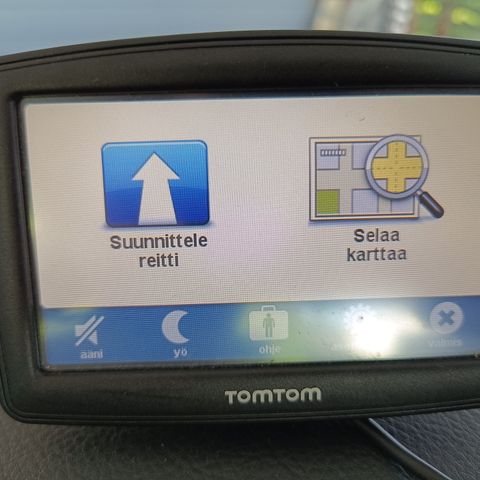 Suunnittele
reitti
Selaa
karttaa
ääni
yö
ohje
valmis
TOMTOM